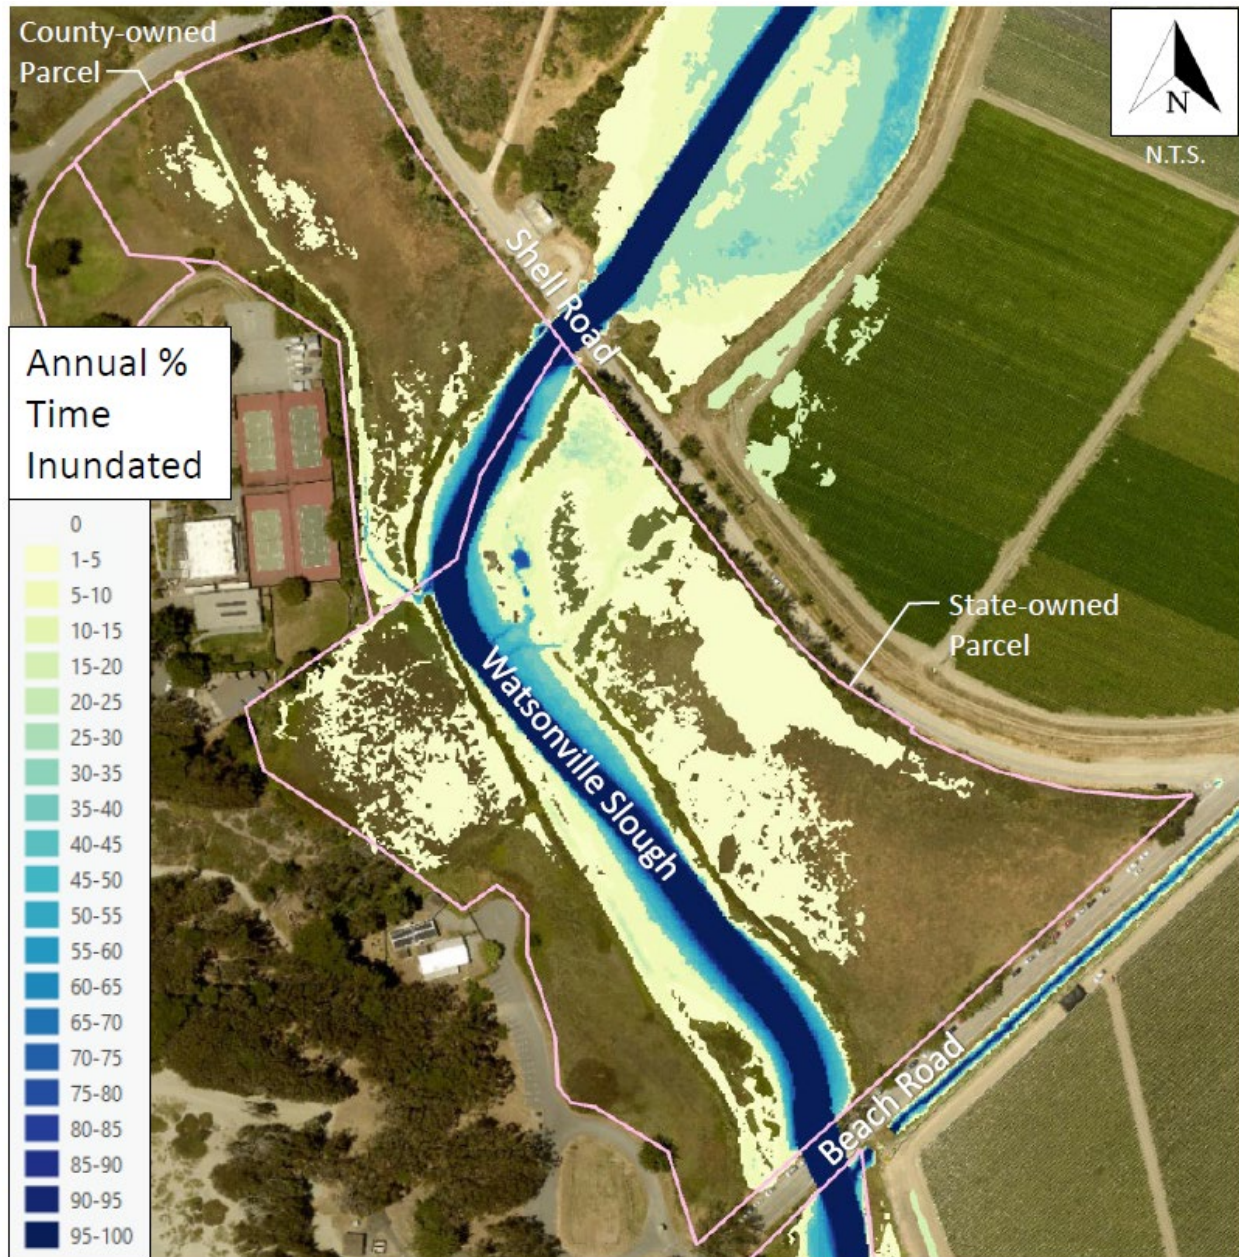 County-owned
Parcel
N
N.T.S.
Shell Road
Annual %
Time
Inundated
0
1-5
5-10
10-15
15-20
20-25
25-30
30-35
35-40
40-45
45-50
50-55
55-60
60-65
65-70
70-75
75-80
80-85
85-90
90-95
95-100
State-owned
Parcel
Watsonville Slough
Beach Road